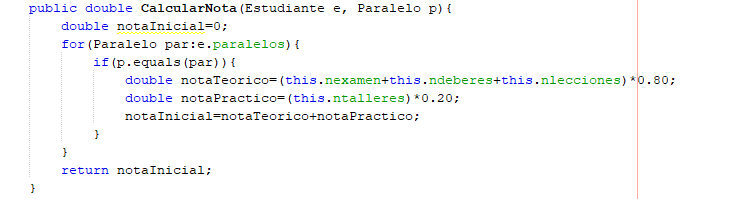 public double CalcularNota(Estudiante e, Paralelo p){
double notaInicial=0;
for(Paralelo par:e.paralelos){
if(p.equals(par)){
double notaTeorico=(this.nexamen+this.ndeberes+this.nlecciones)*0.80;
double notaPractico=(this.ntalleres)*0.20;
notaInicial=notaTeorico+notaPractico;
}
}
return notaInicial;
}